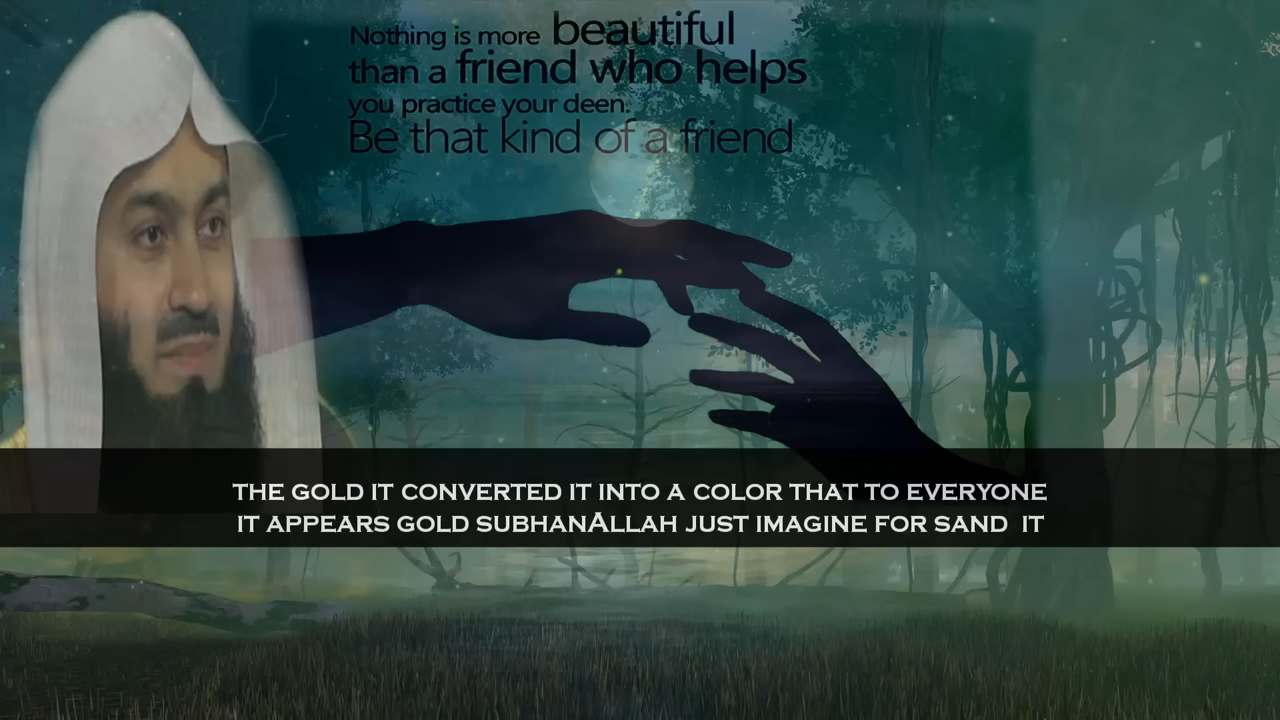 Nothing is more beautiful
than a friend who helps
you practice your deen.
Be that kind of a friend
THE GOLD IT CONVERTED IT INTO A COLOR THAT TO EVERYONE
IT APPEARS GOLD SUBHANALLAH JUST IMAGINE FOR SAND IT